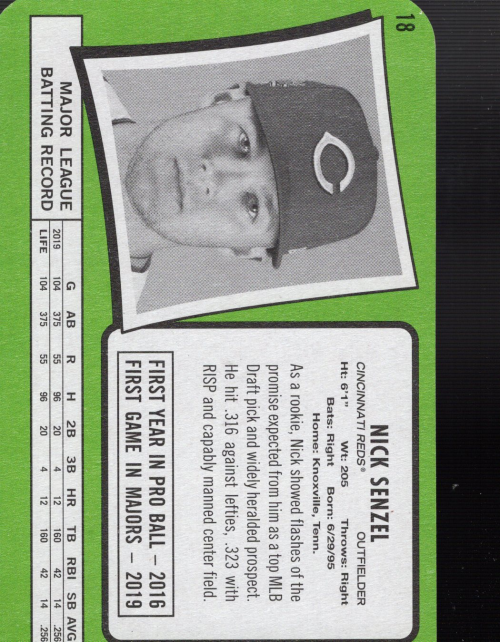 18
C
NICK SENZEL
CINCINNATI REDS® OUTFIELDER
Ht: 6'1" Wt: 205 Throws: Right
Bats: Right Born: 6/29/95
Home: Knoxville, Tenn.
As a rookie, Nick showed flashes of the
promise expected from him as a top MLB
Draft pick and widely heralded prospect.
He hit .316 against lefties, .323 with
RISP and capably manned center field.
FIRST YEAR IN PRO BALL – 2016
FIRST GAME IN MAJORS – 2019
MAJOR LEAGUE
BATTING RECORD
G AB R H 2B 3B HR TB RBI SB AVG
2019 104 375 55 96 20 4 12 160 42 14 .256
LIFE 104 375 55 96 20 4 12 160 42 14 .256